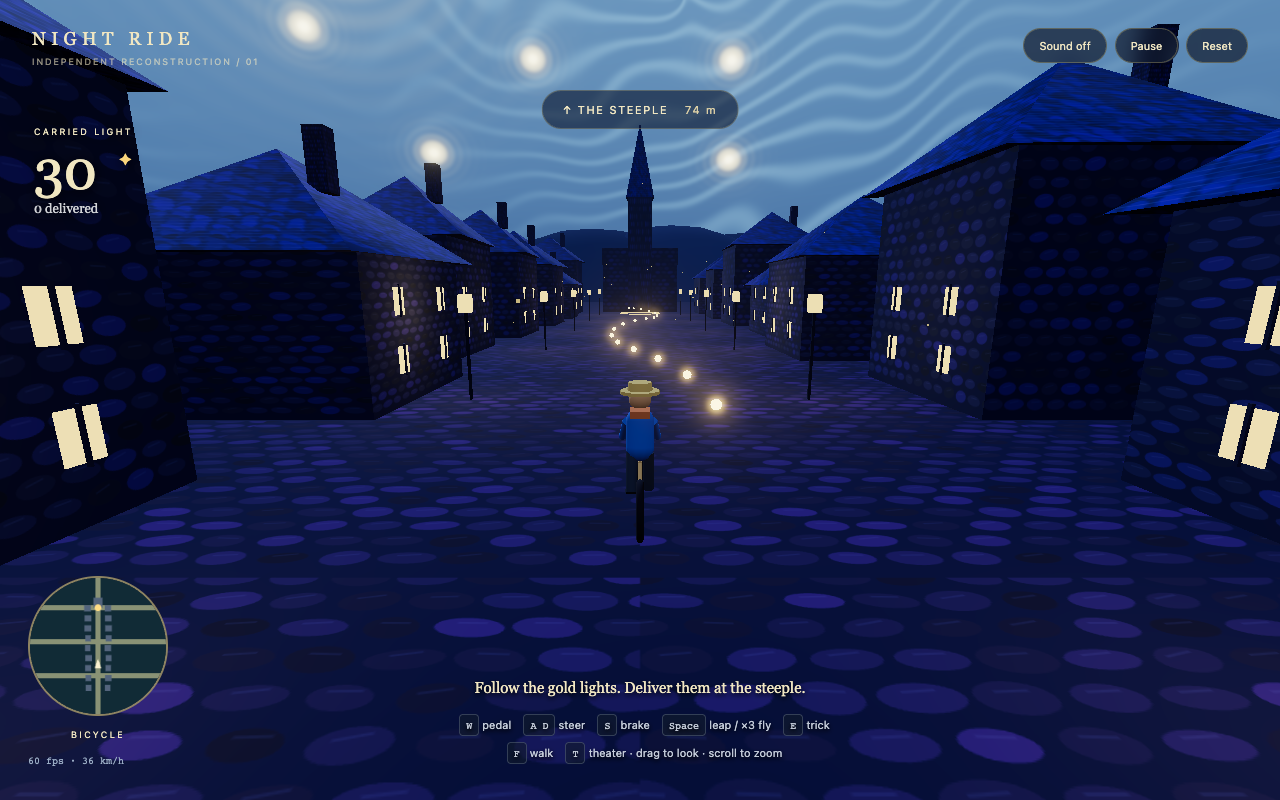 NIGHT RIDE
INDEPENDENT RECONSTRUCTION / 01
Sound off
Pause
Reset
↑ THE STEEPLE 74 m
CARRIED LIGHT
30
0 delivered
Follow the gold lights. Deliver them at the steeple.
W pedal A D steer S brake Space leap / ×3 fly E trick
F walk T theater · drag to look · scroll to zoom
BICYCLE
60 fps • 36 km/h